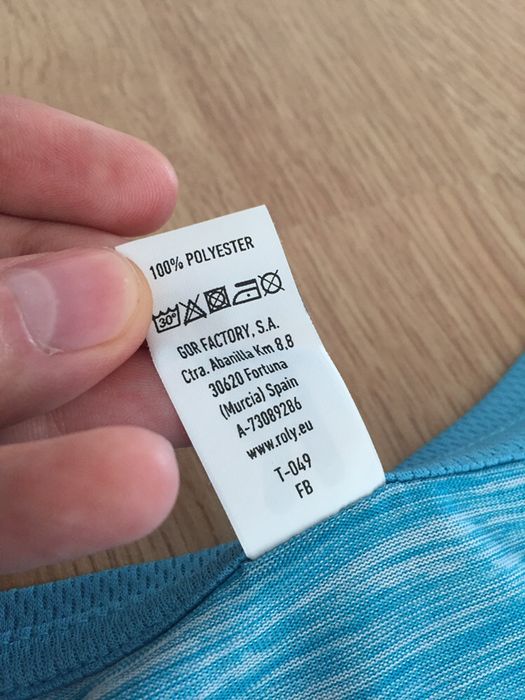 100% POLYESTER
30°
GOR FACTORY, S.A.
Ctra. Abanilla Km 8.8
30620 Fortuna
(Murcia) Spain
A-73089286
www.roly.eu
T-049
FB